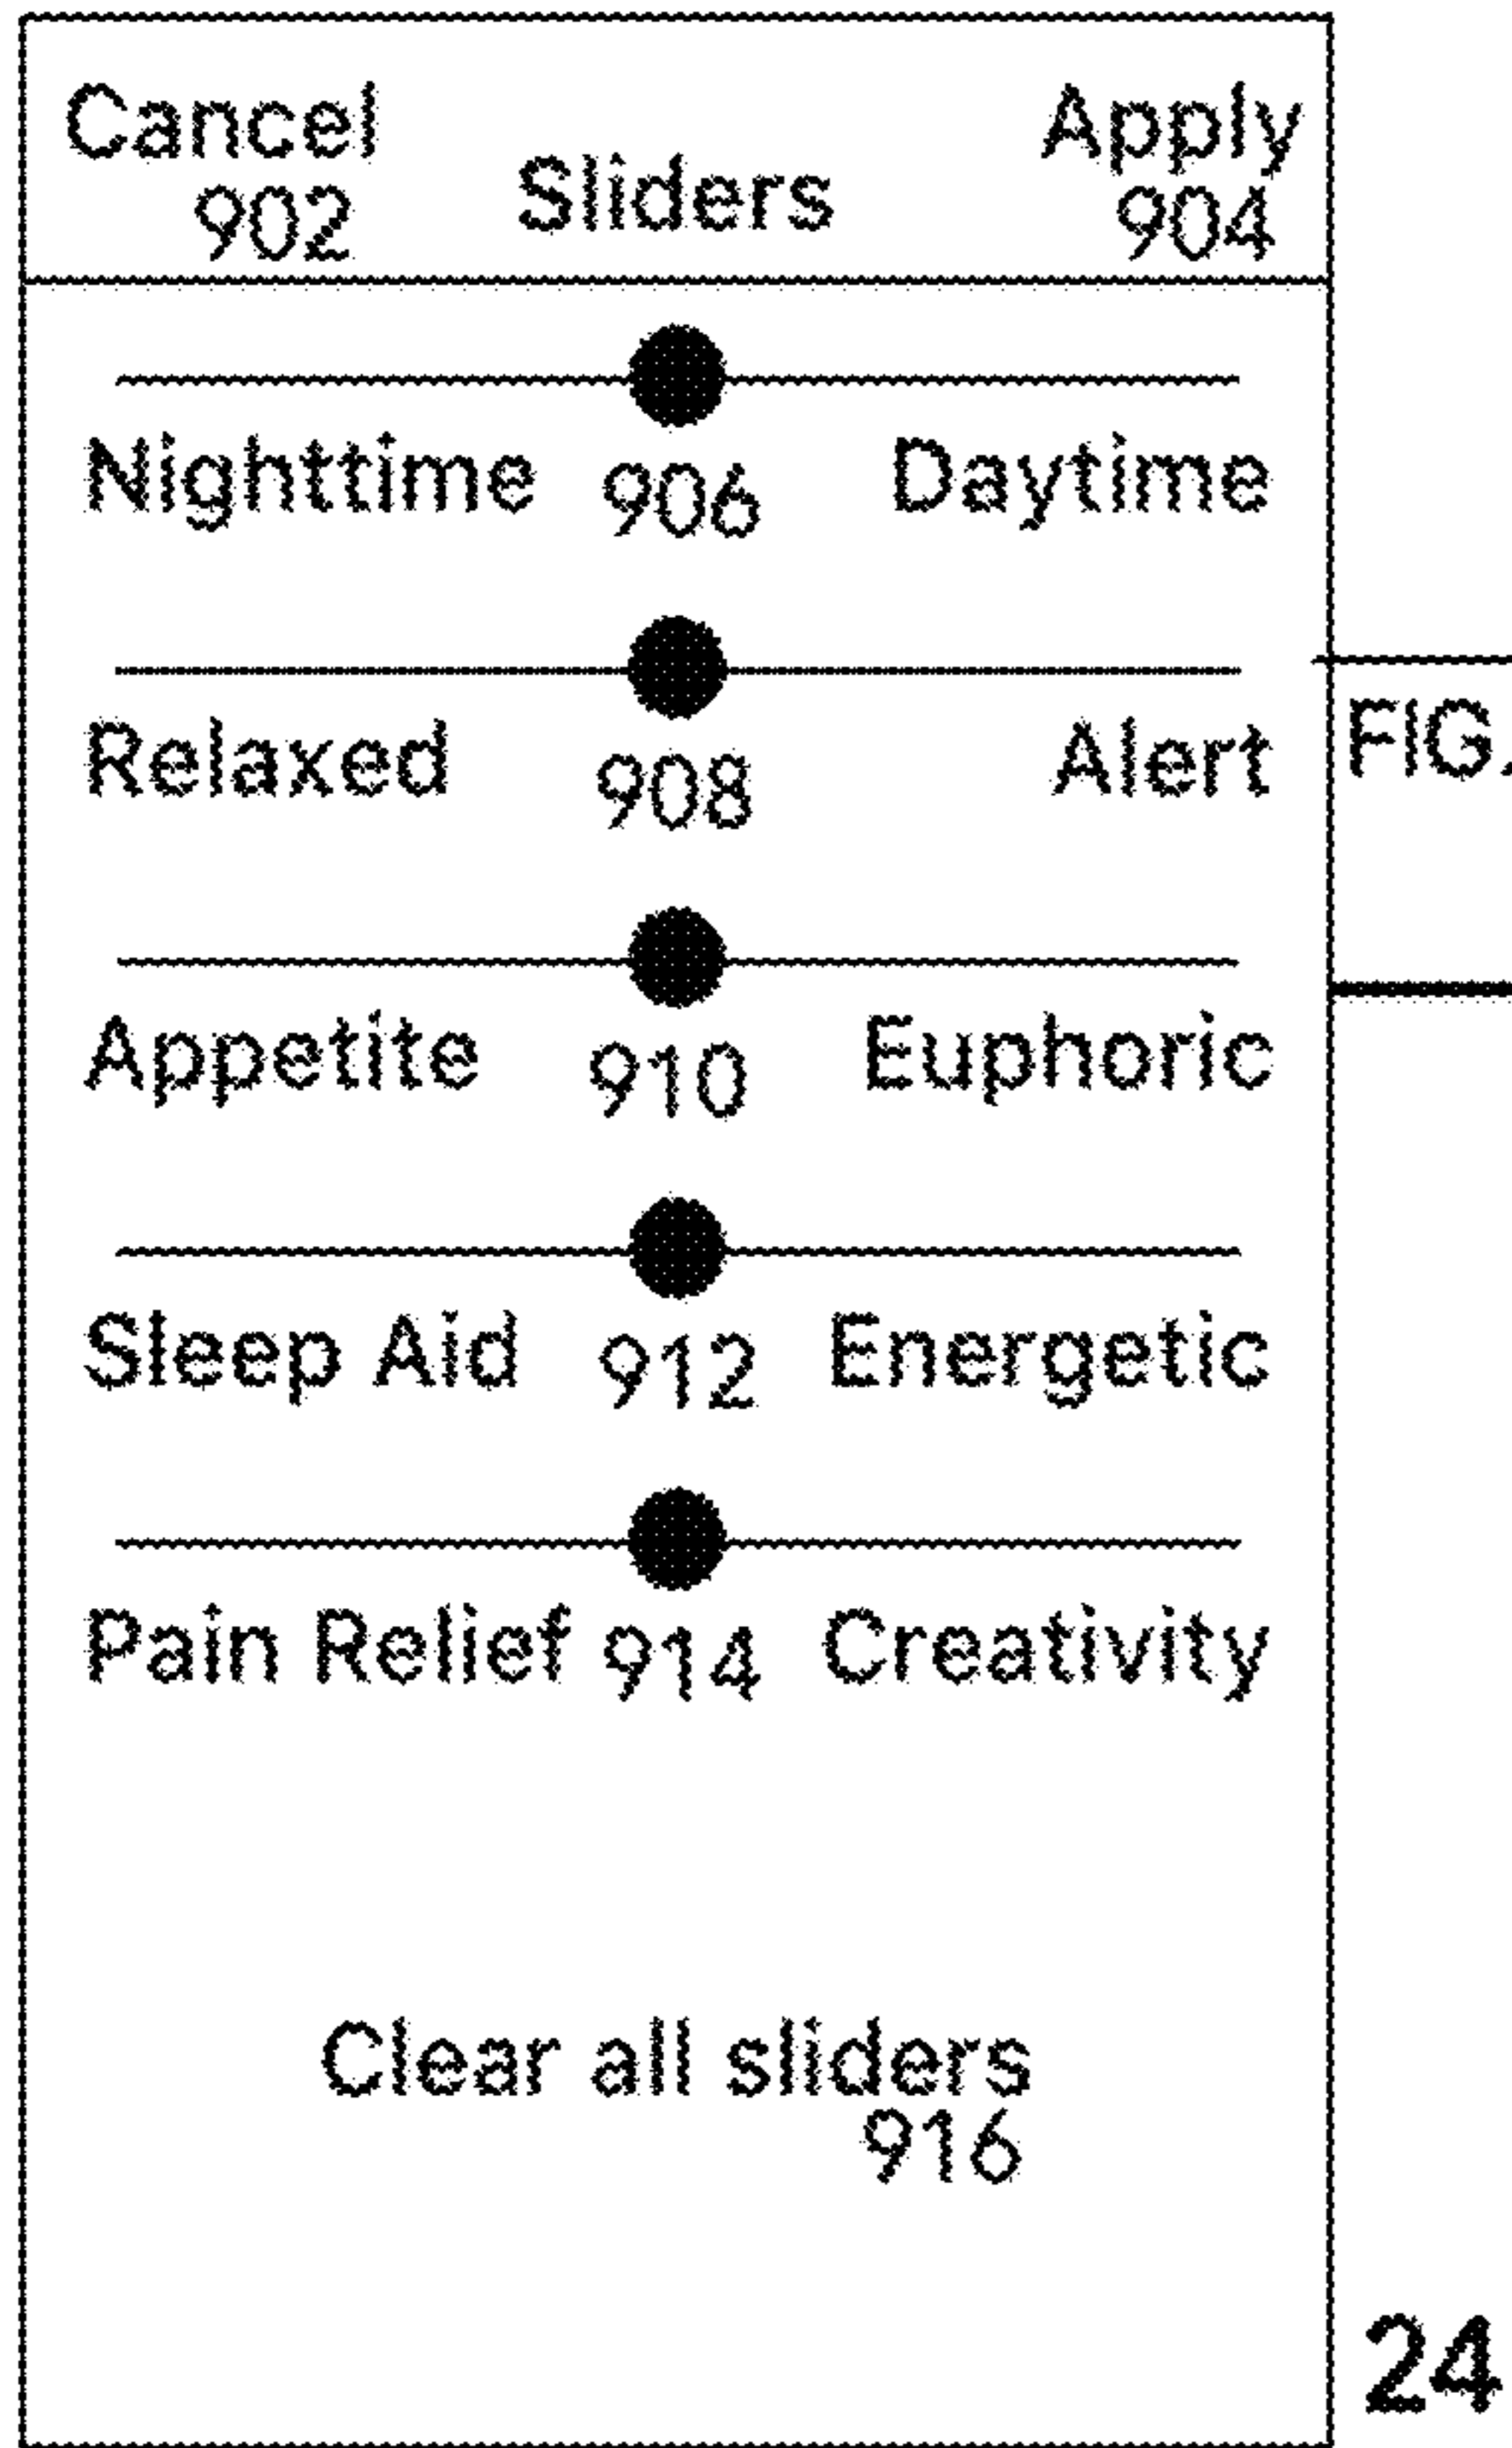 Cancel Sliders Apply
902 904
Nighttime 906 Daytime
Relaxed 908 Alert
FIG.
Appetite 910 Euphoric
Sleep Aid 912 Energetic
Pain Relief 914 Creativity
Clear all sliders
916
24